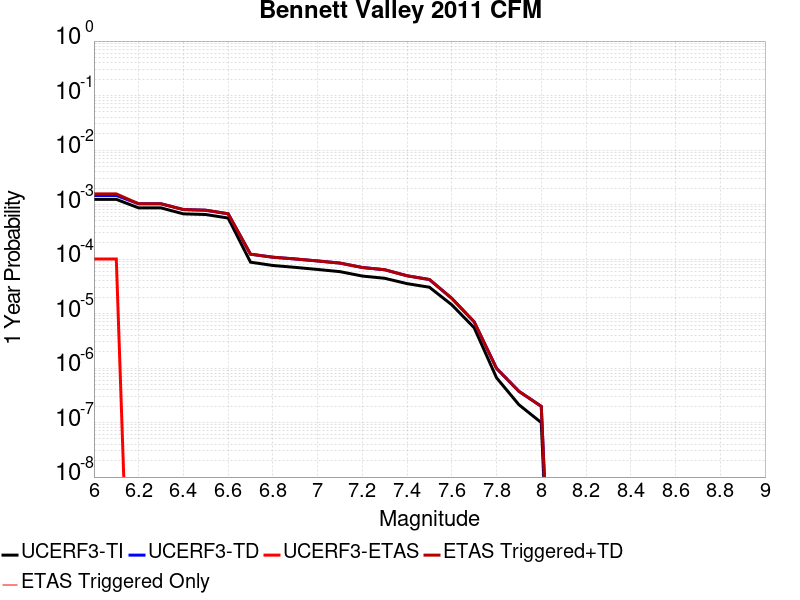 Bennett Valley 2011 CFM
10 0
10 -1
10 -2
10 -3
10 -4
10 -5
10 -6
10 -7
10 -8
1 Year Probability
6 6.2 6.4 6.6 6.8 7 7.2 7.4 7.6 7.8 8 8.2 8.4 8.6 8.8 9
Magnitude
UCERF3-TI UCERF3-TD UCERF3-ETAS ETAS Triggered+TD
ETAS Triggered Only